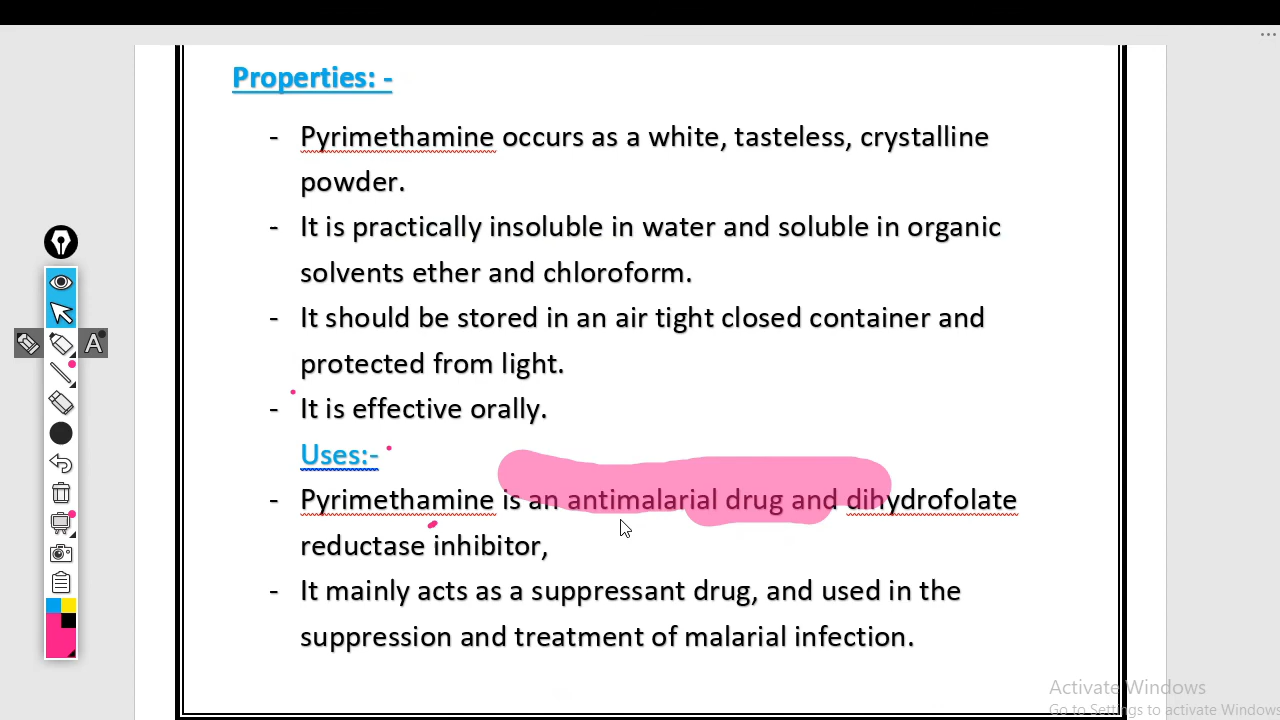 Properties: -
- Pyrimethamine occurs as a white, tasteless, crystalline
powder.
- It is practically insoluble in water and soluble in organic
solvents ether and chloroform.
- It should be stored in an air tight closed container and
protected from light.
- It is effective orally.
Uses:-
- Pyrimethamine is an antimalarial drug and dihydrofolate
reductase inhibitor,
- It mainly acts as a suppressant drug, and used in the
suppression and treatment of malarial infection.
A
Activate Windows
Go to Settings to activate Windows